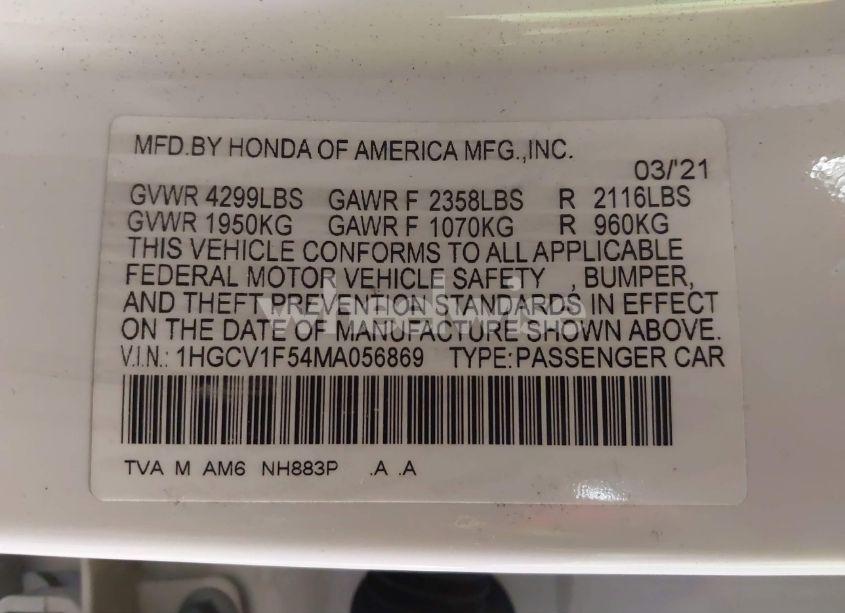 MFD.BY HONDA OF AMERICA MFG.,INC.
03/'21
GVWR 4299LBS GAWR F 2358LBS R 2116LBS
GVWR 1950KG GAWR F 1070KG R 960KG
THIS VEHICLE CONFORMS TO ALL APPLICABLE
FEDERAL MOTOR VEHICLE SAFETY , BUMPER,
AND THEFT PREVENTION STANDARDS IN EFFECT
ON THE DATE OF MANUFACTURE SHOWN ABOVE.
V.I.N.: 1HGCV1F54MA056869 TYPE:PASSENGER CAR
TVA M AM6 NH883P .A .A